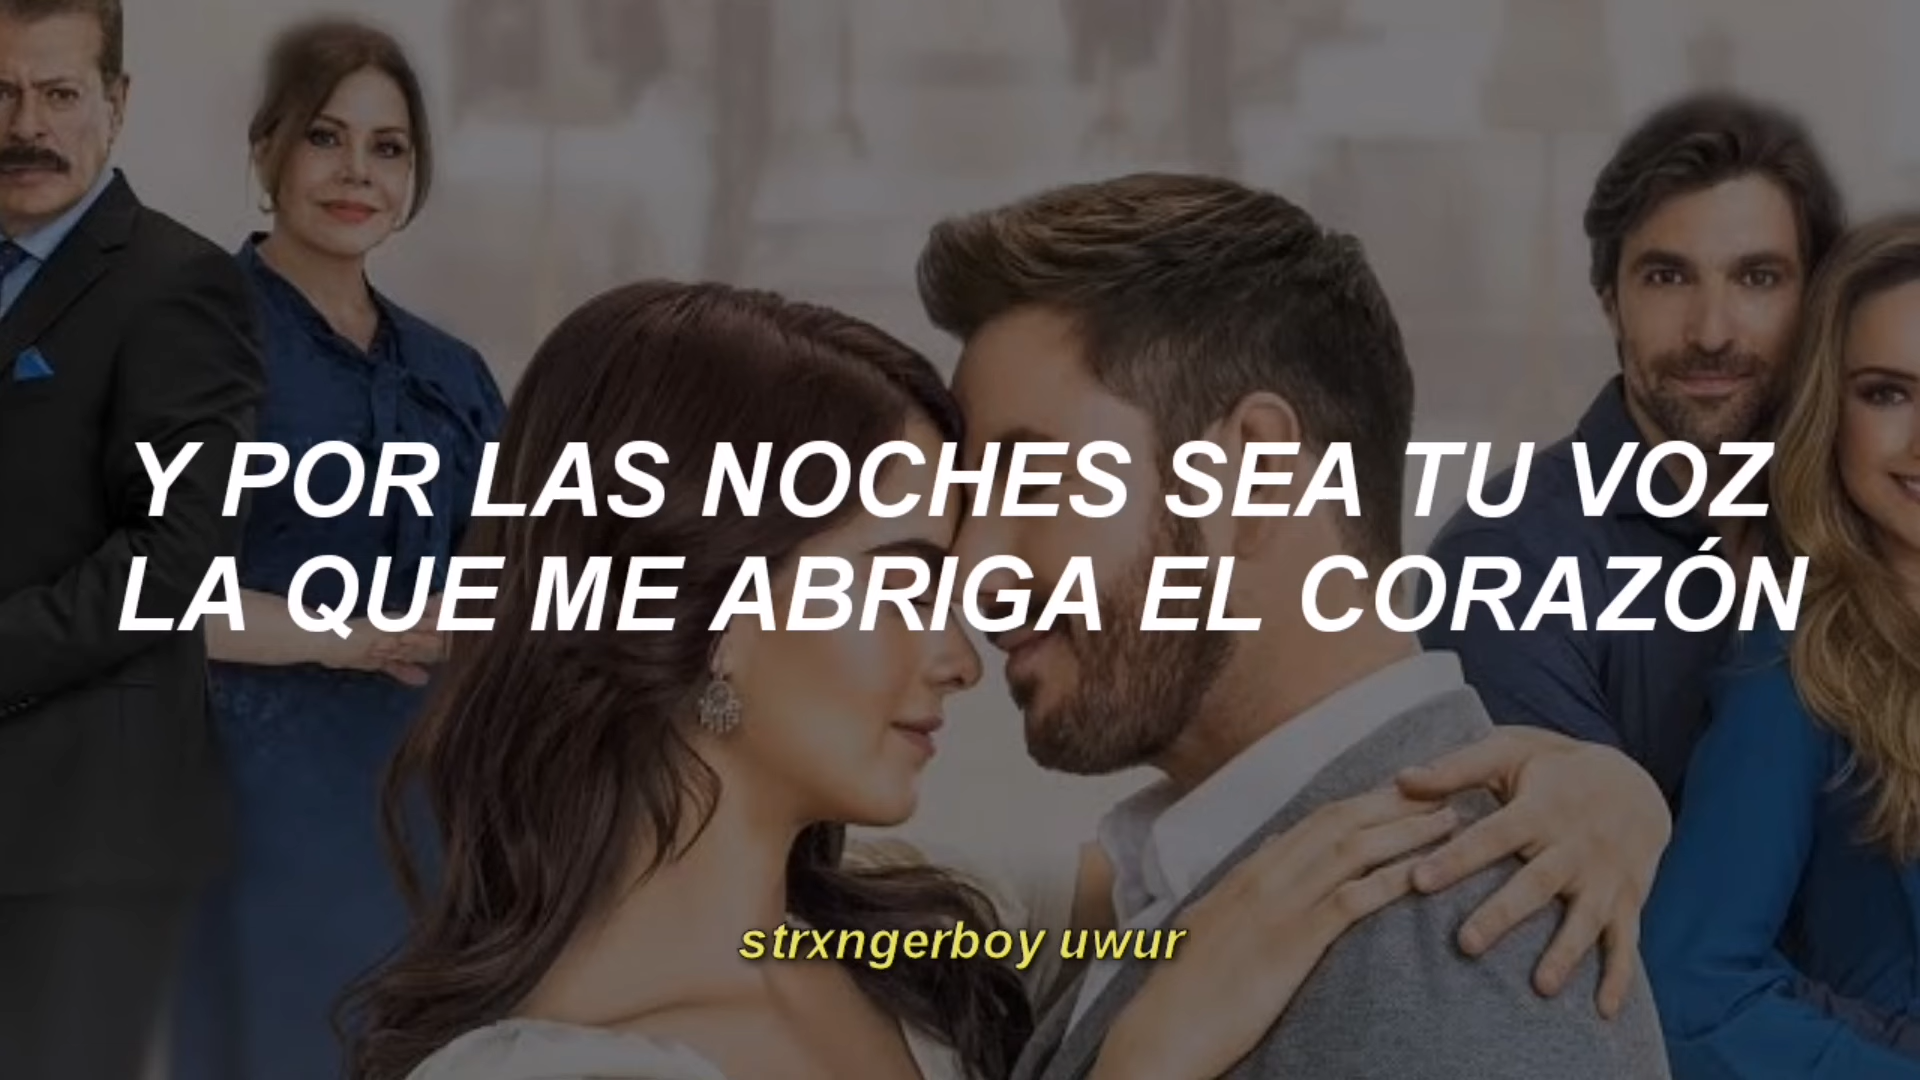 Y POR LAS NOCHES SEA TU VOZ
LA QUE ME ABRIGA EL CORAZÓN
strxngerboy uwur